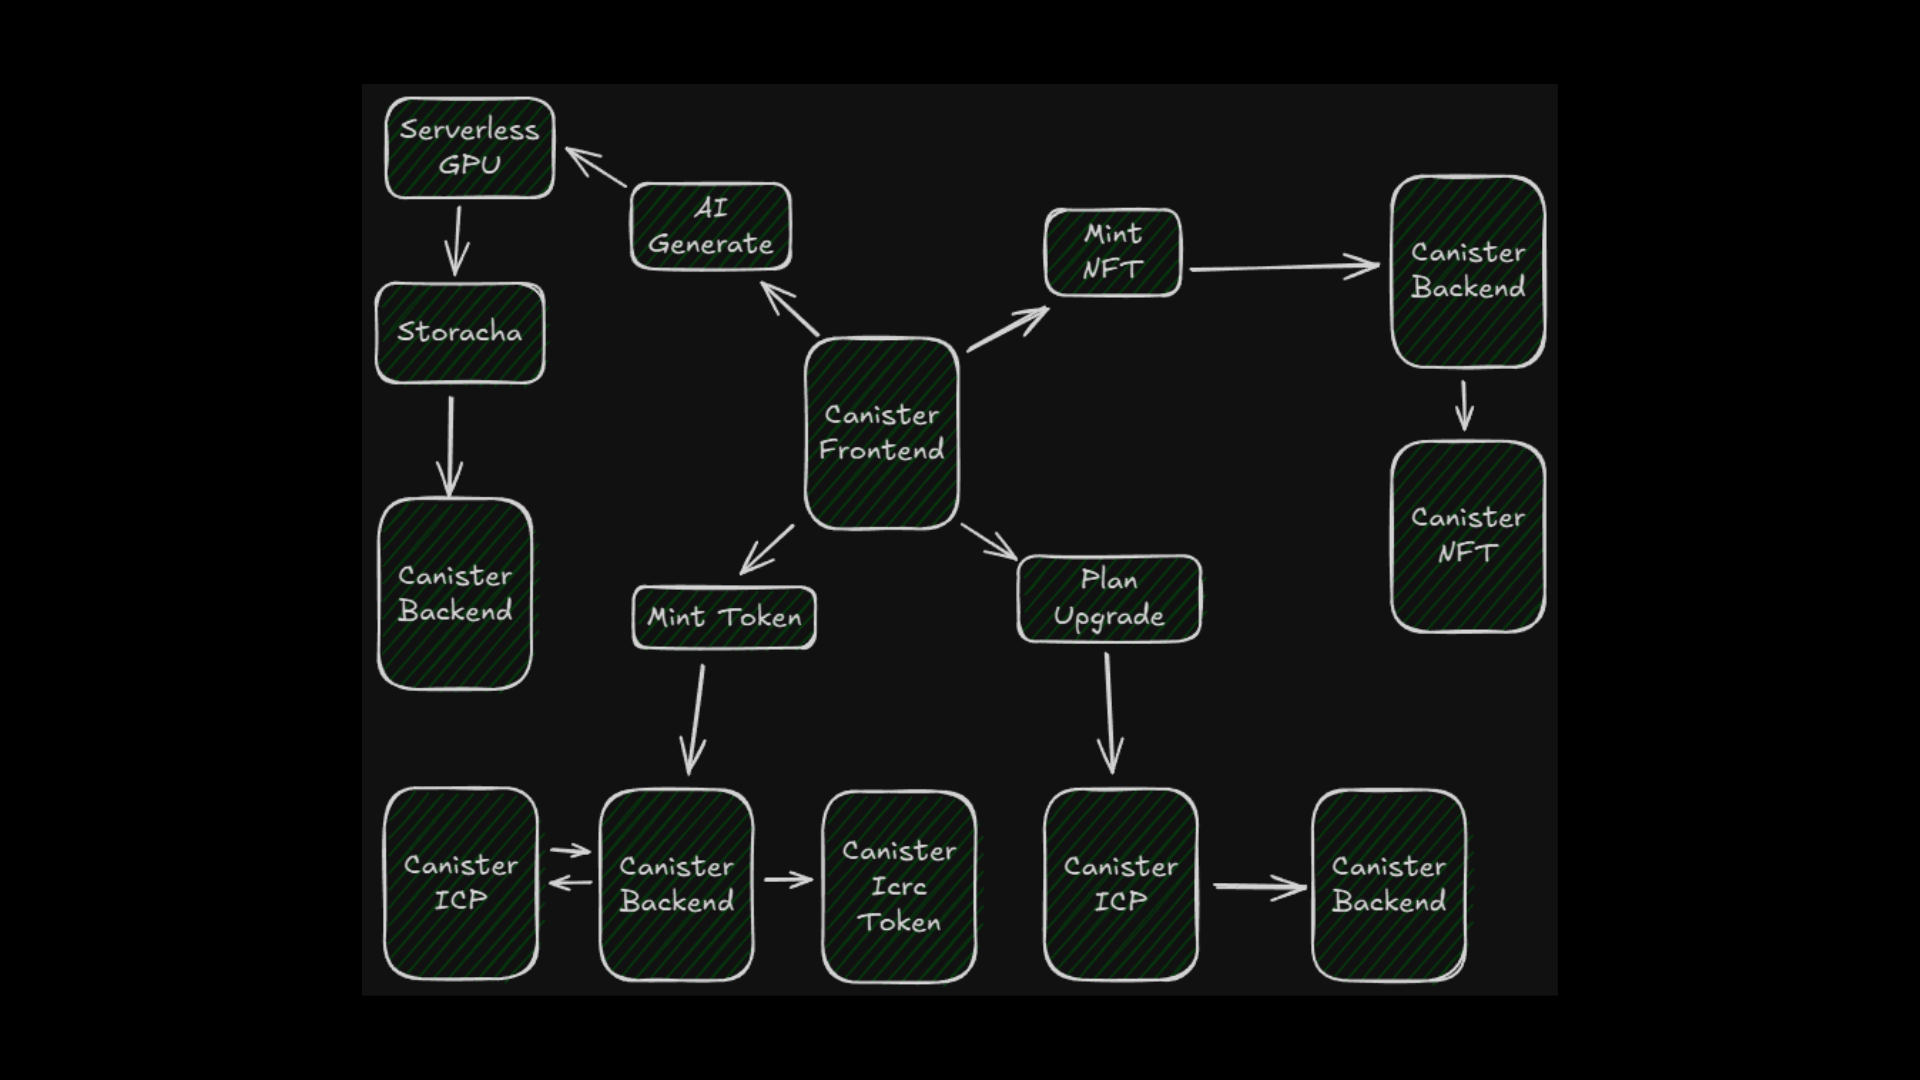 Serverless
GPU
AI
Generate
Mint
NFT
Canister
Backend
Storacha
Canister
Frontend
Canister
NFT
Canister
Backend
Mint Token
Plan
Upgrade
Canister
ICP
Canister
Backend
Canister
Icrc
Token
Canister
ICP
Canister
Backend